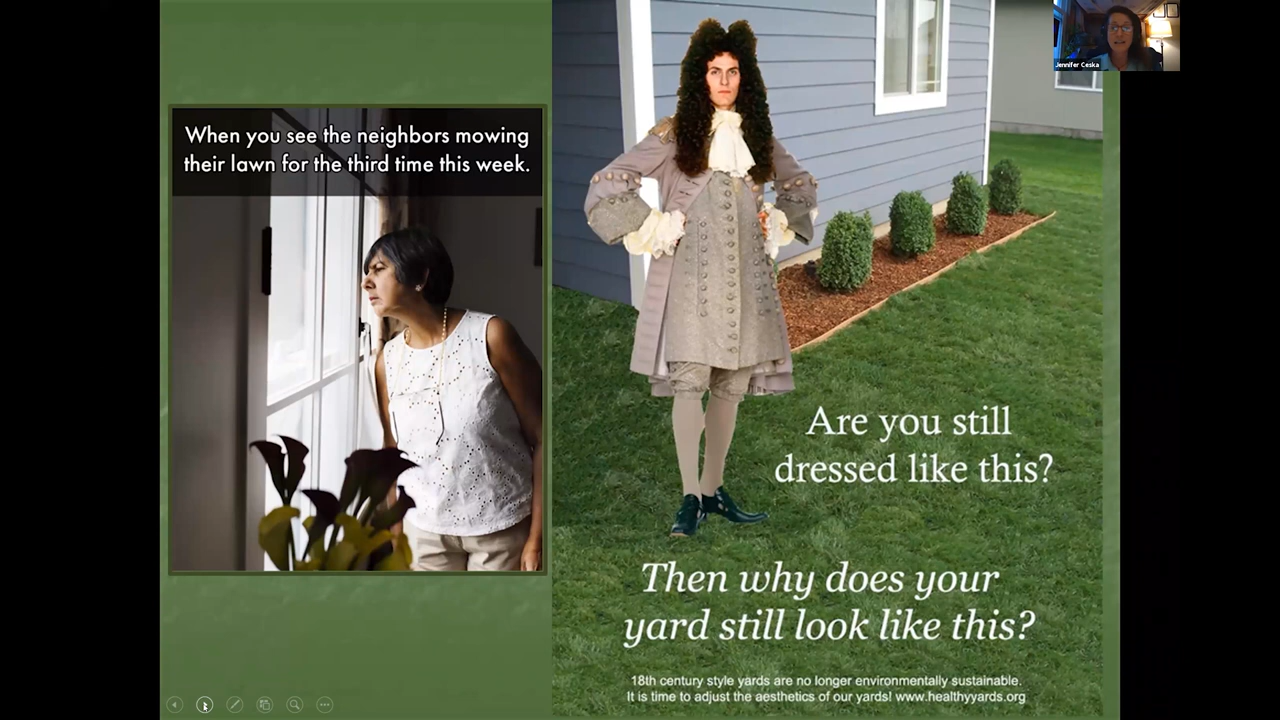 When you see the neighbors mowing
their lawn for the third time this week.
Jennifer Ceska
Are you still
dressed like this?
Then why does your
yard still look like this?
18th century style yards are no longer environmentally sustainable.
It is time to adjust the aesthetics of our yards! www.healthyyards.org